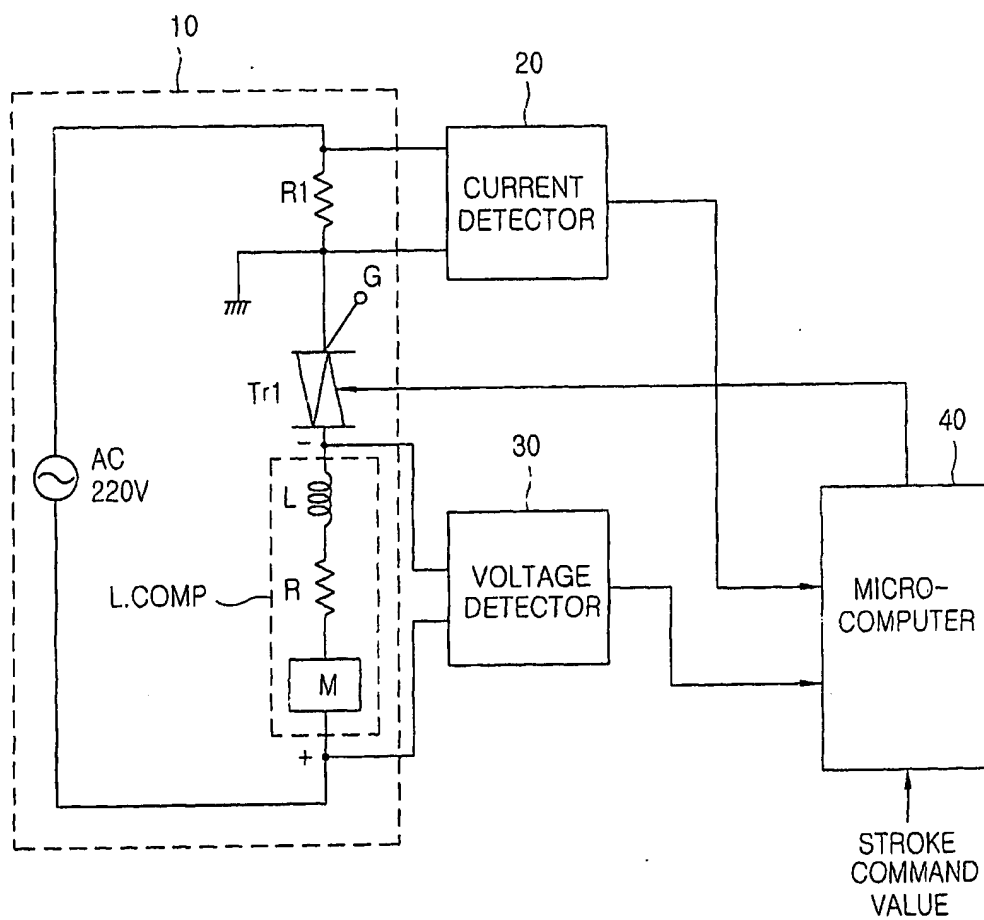 10
20
R1
CURRENT
DETECTOR
G
Tr1
-
40
AC
220V
30
L
L.COMP
R
VOLTAGE
DETECTOR
MICRO-
COMPUTER
M
+
STROKE
COMMAND
VALUE